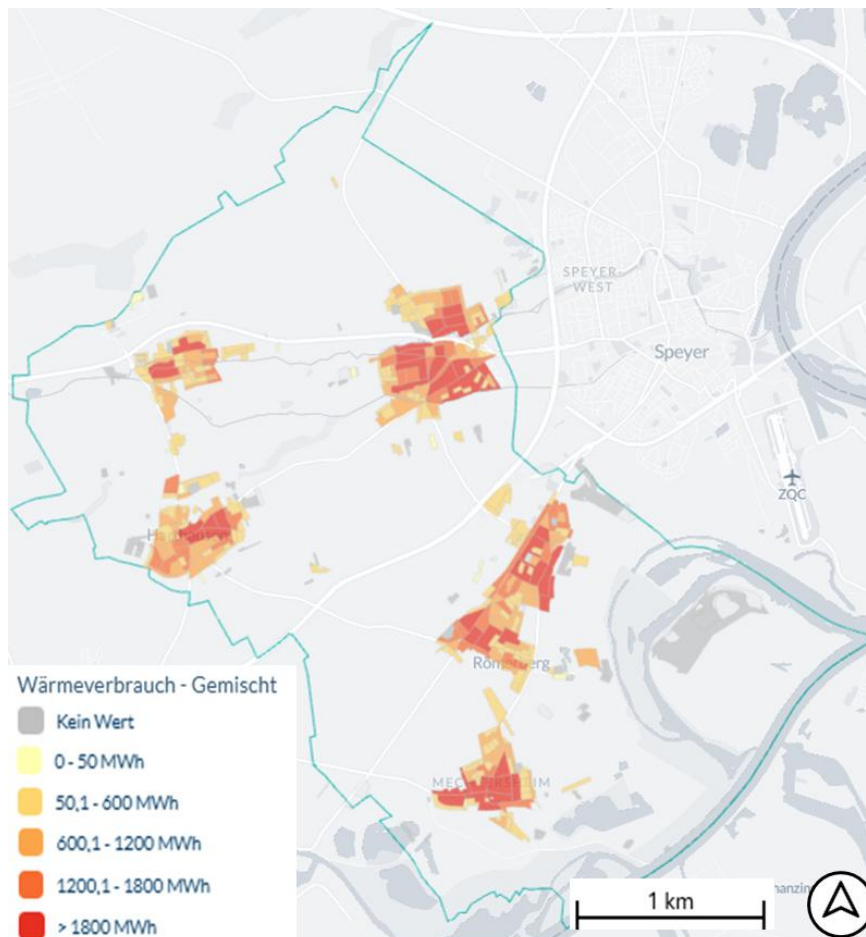 SPEYER-
WEST
Speyer
ZQC
Römerberg
Wärmeverbrauch - Gemischt
Kein Wert
0 - 50 MWh
50,1 - 600 MWh
600,1 - 1200 MWh
1200,1 - 1800 MWh
> 1800 MWh
1 km